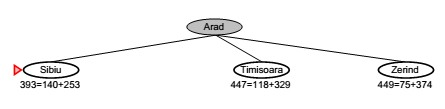 Arad
Sibiu Timisoara Zerind
393=140+253 447=118+329 449=75+374